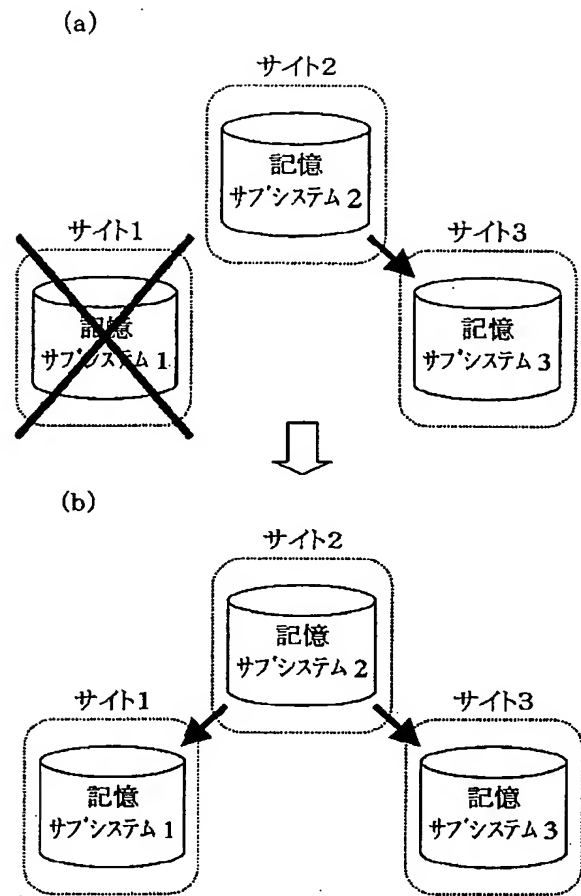 (a)
サイト2
記憶
サブシステム2
サイト1
記憶
サブシステム1
サイト3
記憶
サブシステム3
(b)
サイト2
記憶
サブシステム2
サイト1
記憶
サブシステム1
サイト3
記憶
サブシステム3